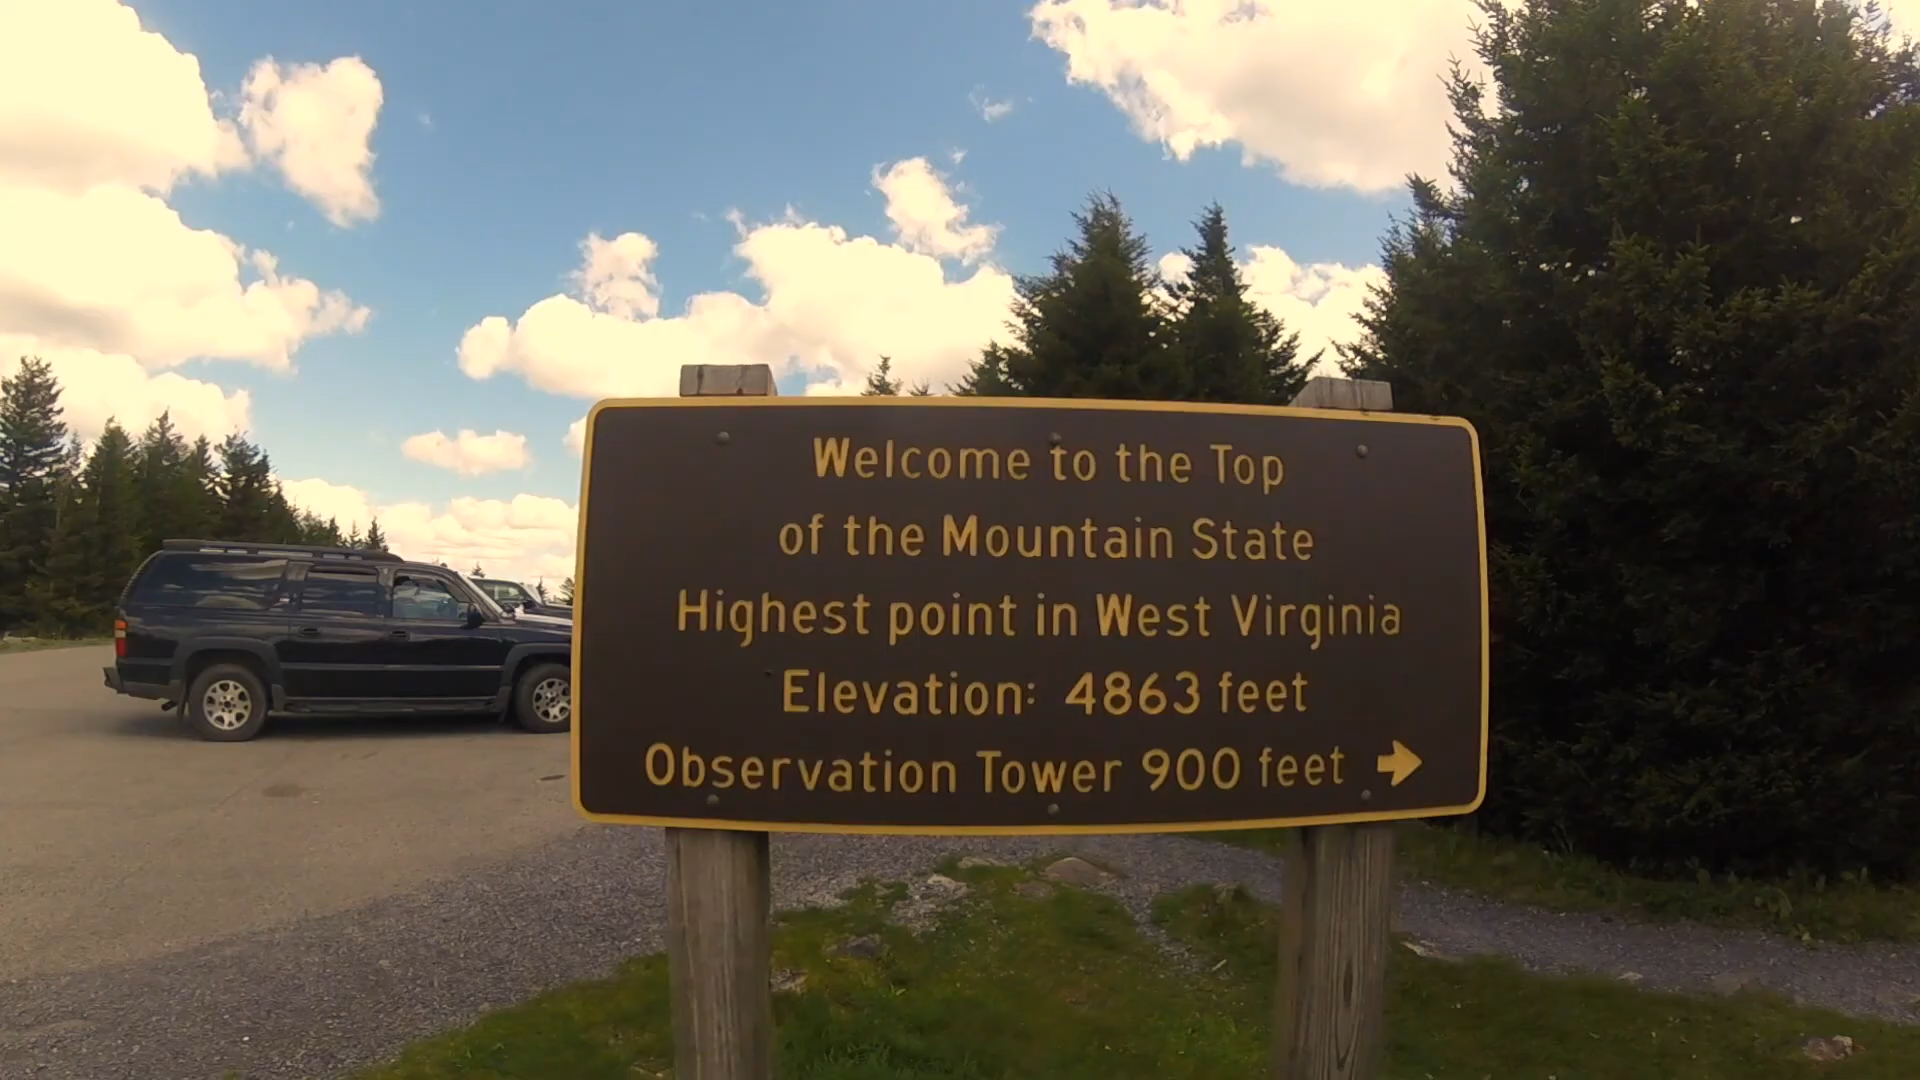 Welcome to the Top
of the Mountain State
Highest point in West Virginia
Elevation: 4863 feet
Observation Tower 900 feet →